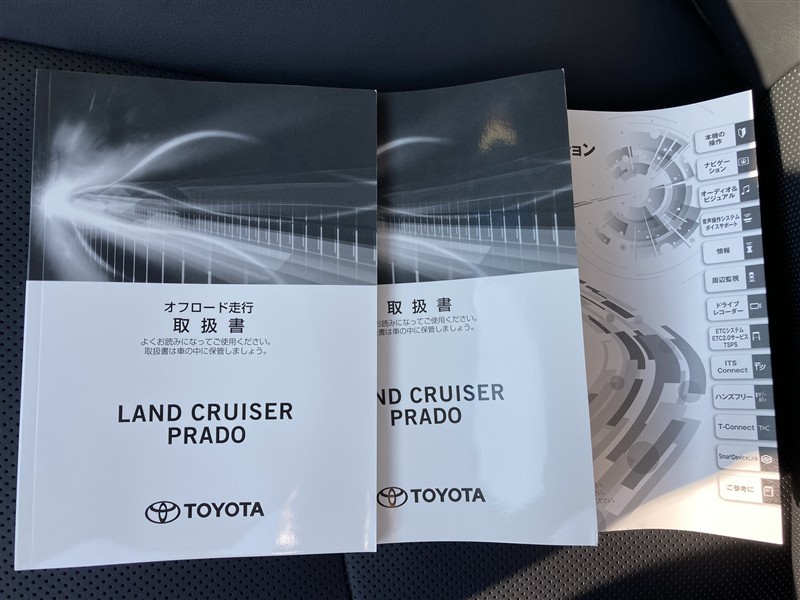 オフロード走行
取扱書
よくお読みになってご使用ください。
取扱書は車の中に保管しましょう。
LAND CRUISER
PRADO
TOYOTA
取扱書
お読みになってご使用ください。
書は車の中に保管しましょう。
ND CRUISER
PRADO
TOYOTA
ョン
本機の
操作
ナビゲー
ション
オーディオ&
ビジュアル
音声操作システム
ボイスサポート
情報
周辺監視
ドライブ
レコーダー
ETCシステム
ETC2.0サービス
TSPS
ITS
Connect
ハンズフリー
T-Connect
SmartDeviceLink
ご参考に